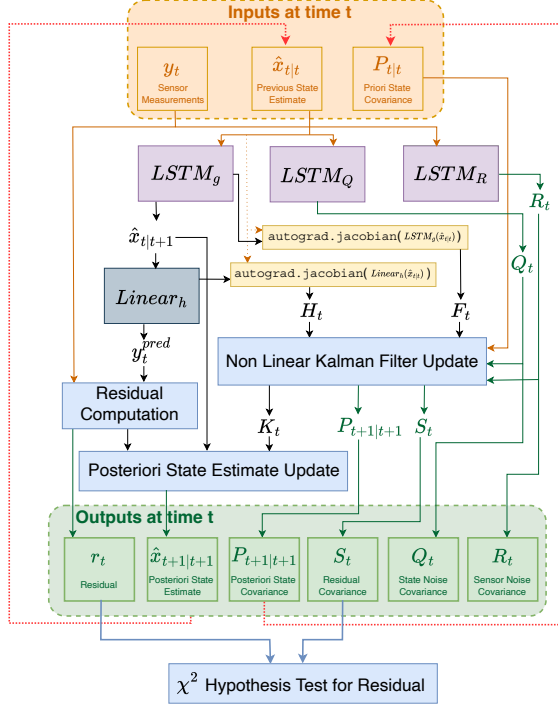 Inputs at time t
y_t
Sensor
Measurements
x̂_{t|t}
Previous State
Estimate
P_{t|t}
Priori State
Covariance
LSTM_g
LSTM_Q
LSTM_R
R_t
x̂_{t|t+1}
autograd.jacobian(LSTM_g(x̂_{t|t}))
Q_t
autograd.jacobian(Linear_h(x̂_{t|t}))
Linear_h
H_t
F_t
y_t^{pred}
Non Linear Kalman Filter Update
Residual
Computation
K_t
P_{t+1|t+1}
S_t
Posteriori State Estimate Update
Outputs at time t
r_t
Residual
x̂_{t+1|t+1}
Posteriori State
Estimate
P_{t+1|t+1}
Posteriori State
Covariance
S_t
Residual
Covariance
Q_t
State Noise
Covariance
R_t
Sensor Noise
Covariance
χ² Hypothesis Test for Residual